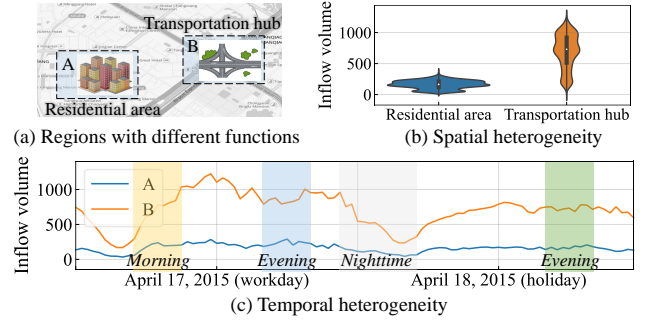 Transportation hub
B
A
Residential area
(a) Regions with different functions
Inflow volume
1000
500
0
Residential area Transportation hub
(b) Spatial heterogeneity
Inflow volume
1000
500
0
A
B
Morning Evening Nighttime Evening
April 17, 2015 (workday) April 18, 2015 (holiday)
(c) Temporal heterogeneity